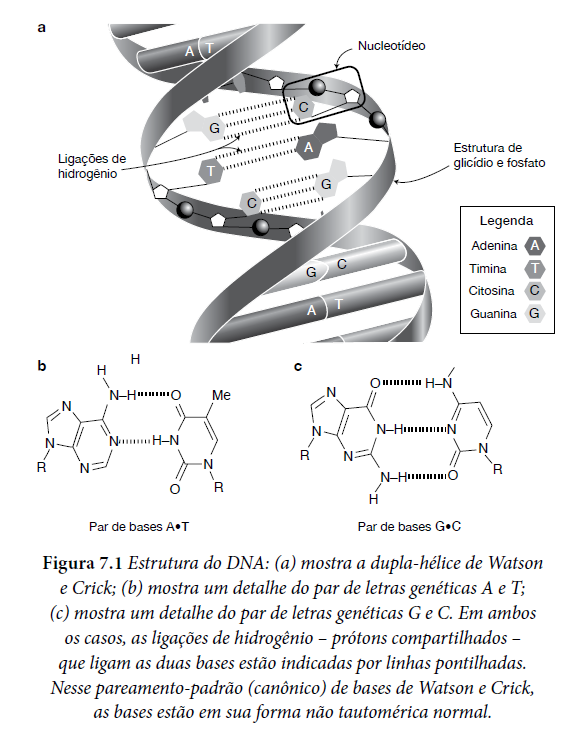 a
Nucleotídeo
A T
C
G
A
T
G
C
Ligações de
hidrogênio
Estrutura de
glicídio e fosfato
Legenda
Adenina A
Timina T
Citosina C
Guanina G
G C
A T
b
H
H
N–H O Me
N N H–N
N N O N
R R
c
N O H–N
N N–H N
N N–H O N
R H R
Par de bases A•T
Par de bases G•C
Figura 7.1 Estrutura do DNA: (a) mostra a dupla-hélice de Watson
e Crick; (b) mostra um detalhe do par de letras genéticas A e T;
(c) mostra um detalhe do par de letras genéticas G e C. Em ambos
os casos, as ligações de hidrogênio – prótons compartilhados –
que ligam as duas bases estão indicadas por linhas pontilhadas.
Nesse pareamento-padrão (canônico) de bases de Watson e Crick,
as bases estão em sua forma não tautomérica normal.